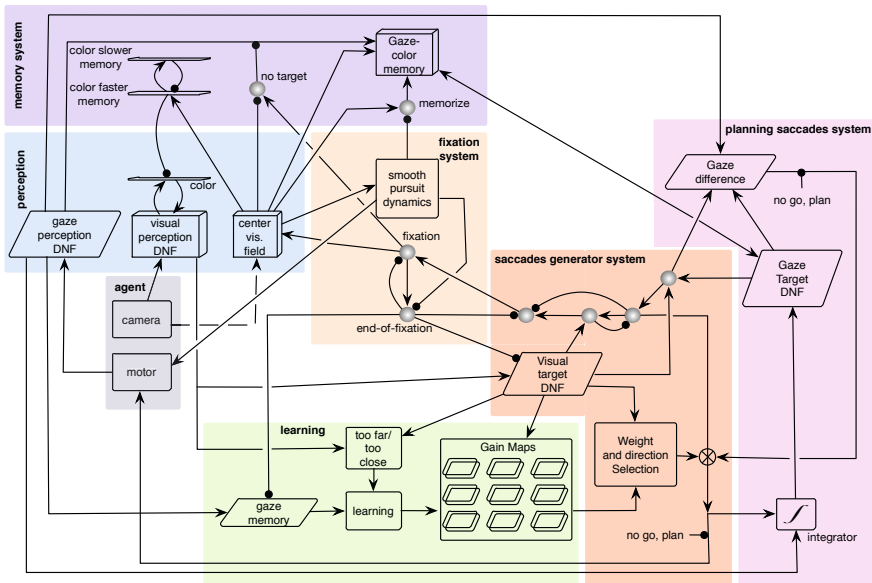 memory system
color slower
memory
color faster
memory
no target
Gaze-
color
memory
memorize
perception
color
gaze
perception
DNF
visual
perception
DNF
center
vis.
field
fixation
system
smooth
pursuit
dynamics
fixation
end-of-fixation
planning saccades system
Gaze
difference
no go, plan
Gaze
Target
DNF
integrator
agent
camera
motor
saccades generator system
Visual
target
DNF
Weight
and direction
Selection
no go, plan
learning
too far/
too
close
gaze
memory
learning
Gain Maps